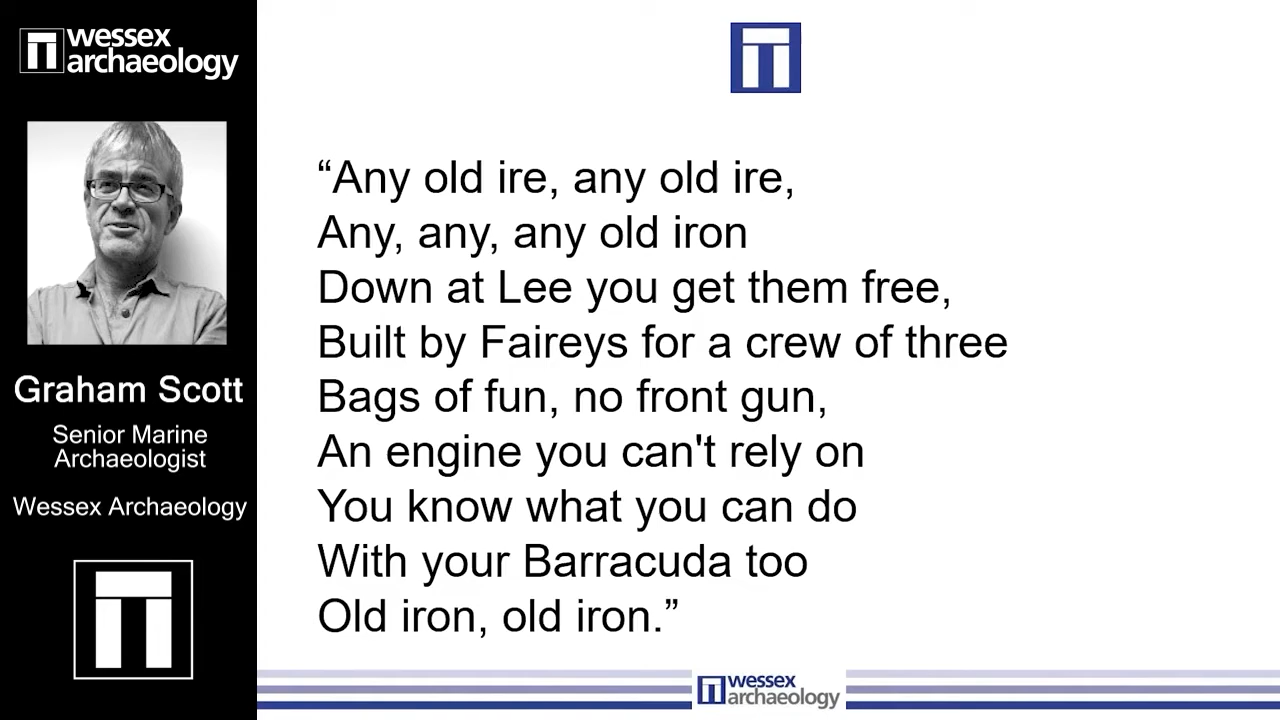 wessex
archaeology
Graham Scott
Senior Marine
Archaeologist
Wessex Archaeology
“Any old ire, any old ire,
Any, any, any old iron
Down at Lee you get them free,
Built by Faireys for a crew of three
Bags of fun, no front gun,
An engine you can't rely on
You know what you can do
With your Barracuda too
Old iron, old iron.”
wessex
archaeology